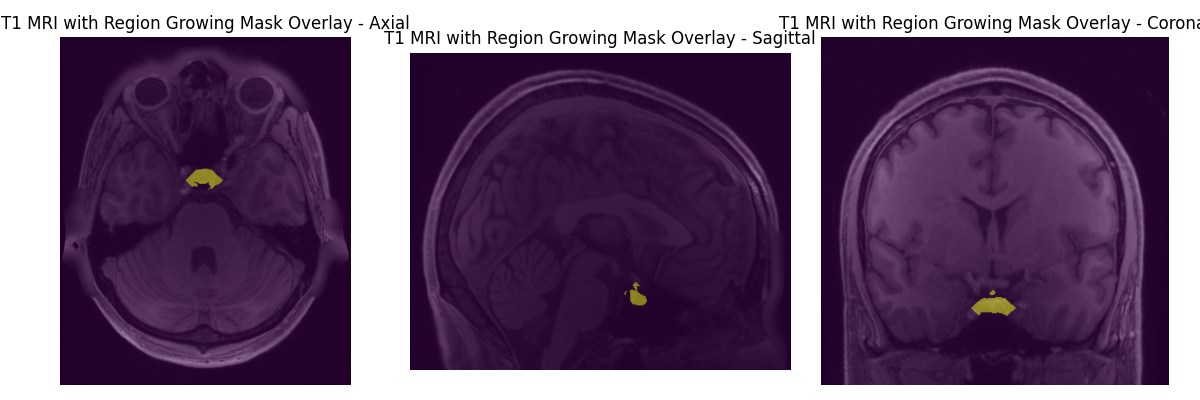 T1 MRI with Region Growing Mask Overlay - Axial
T1 MRI with Region Growing Mask Overlay - Sagittal
T1 MRI with Region Growing Mask Overlay - Corona